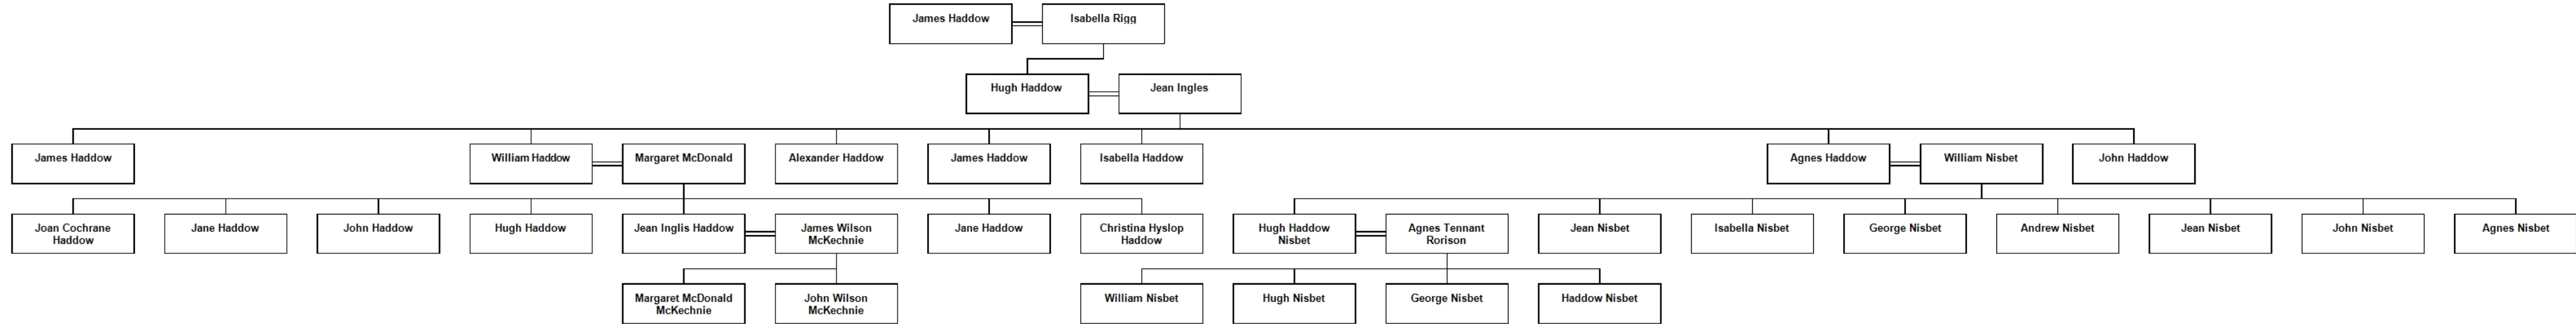 James Haddow
Isabella Rigg
Hugh Haddow
Jean Ingles
James Haddow
William Haddow
Margaret McDonald
Alexander Haddow
James Haddow
Isabella Haddow
Agnes Haddow
William Nisbet
John Haddow
Joan Cochrane
Haddow
Jane Haddow
John Haddow
Hugh Haddow
Jean Inglis Haddow
James Wilson
McKechnie
Jane Haddow
Christina Hyslop
Haddow
Hugh Haddow
Nisbet
Agnes Tennant
Rorison
Jean Nisbet
Isabella Nisbet
George Nisbet
Andrew Nisbet
Jean Nisbet
John Nisbet
Agnes Nisbet
Margaret McDonald
McKechnie
John Wilson
McKechnie
William Nisbet
Hugh Nisbet
George Nisbet
Haddow Nisbet